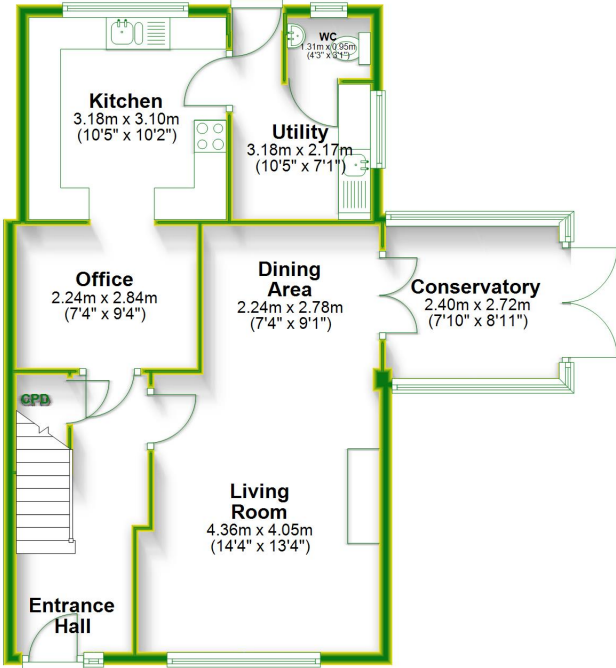 WC
1.31m x 0.95m
(4'3" x 3'1")
Kitchen
3.18m x 3.10m
(10'5" x 10'2")
Utility
3.18m x 2.17m
(10'5" x 7'1")
Office
2.24m x 2.84m
(7'4" x 9'4")
Dining
Area
2.24m x 2.78m
(7'4" x 9'1")
Conservatory
2.40m x 2.72m
(7'10" x 8'11")
CPD
Living
Room
4.36m x 4.05m
(14'4" x 13'4")
Entrance
Hall